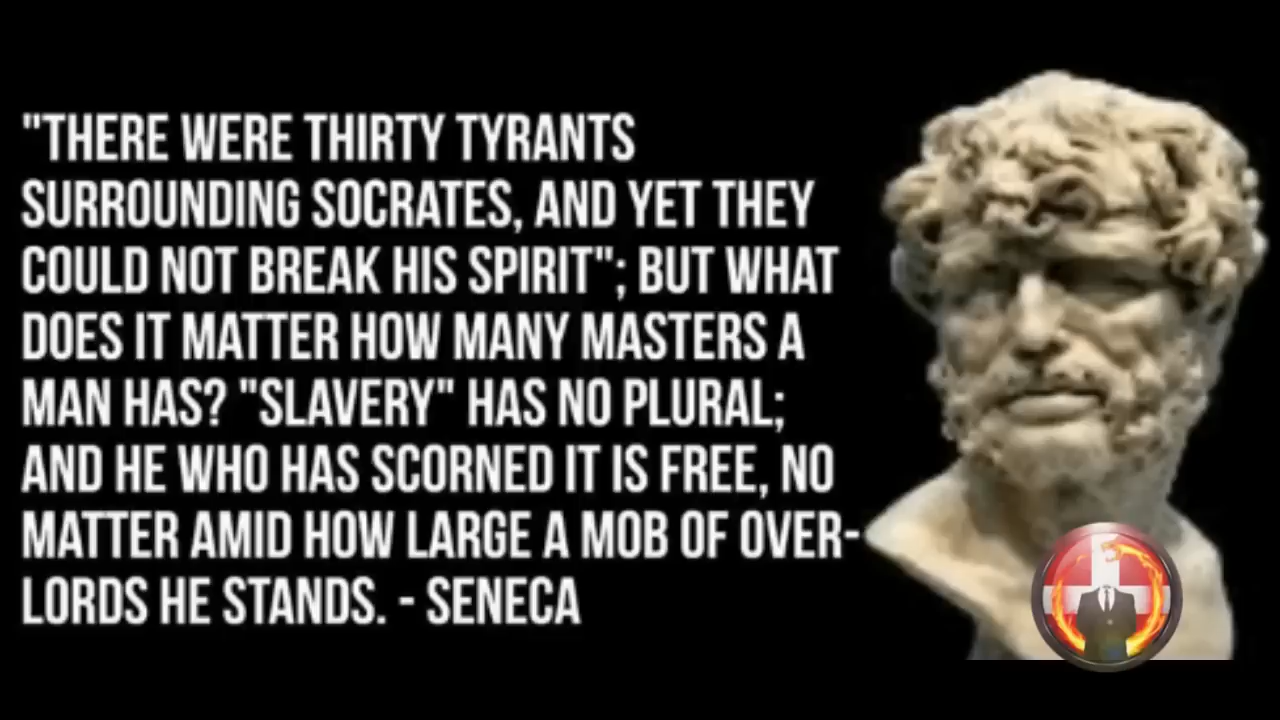 "THERE WERE THIRTY TYRANTS
SURROUNDING SOCRATES, AND YET THEY
COULD NOT BREAK HIS SPIRIT"; BUT WHAT
DOES IT MATTER HOW MANY MASTERS A
MAN HAS? "SLAVERY" HAS NO PLURAL;
AND HE WHO HAS SCORNED IT IS FREE, NO
MATTER AMID HOW LARGE A MOB OF OVER-
LORDS HE STANDS. - SENECA